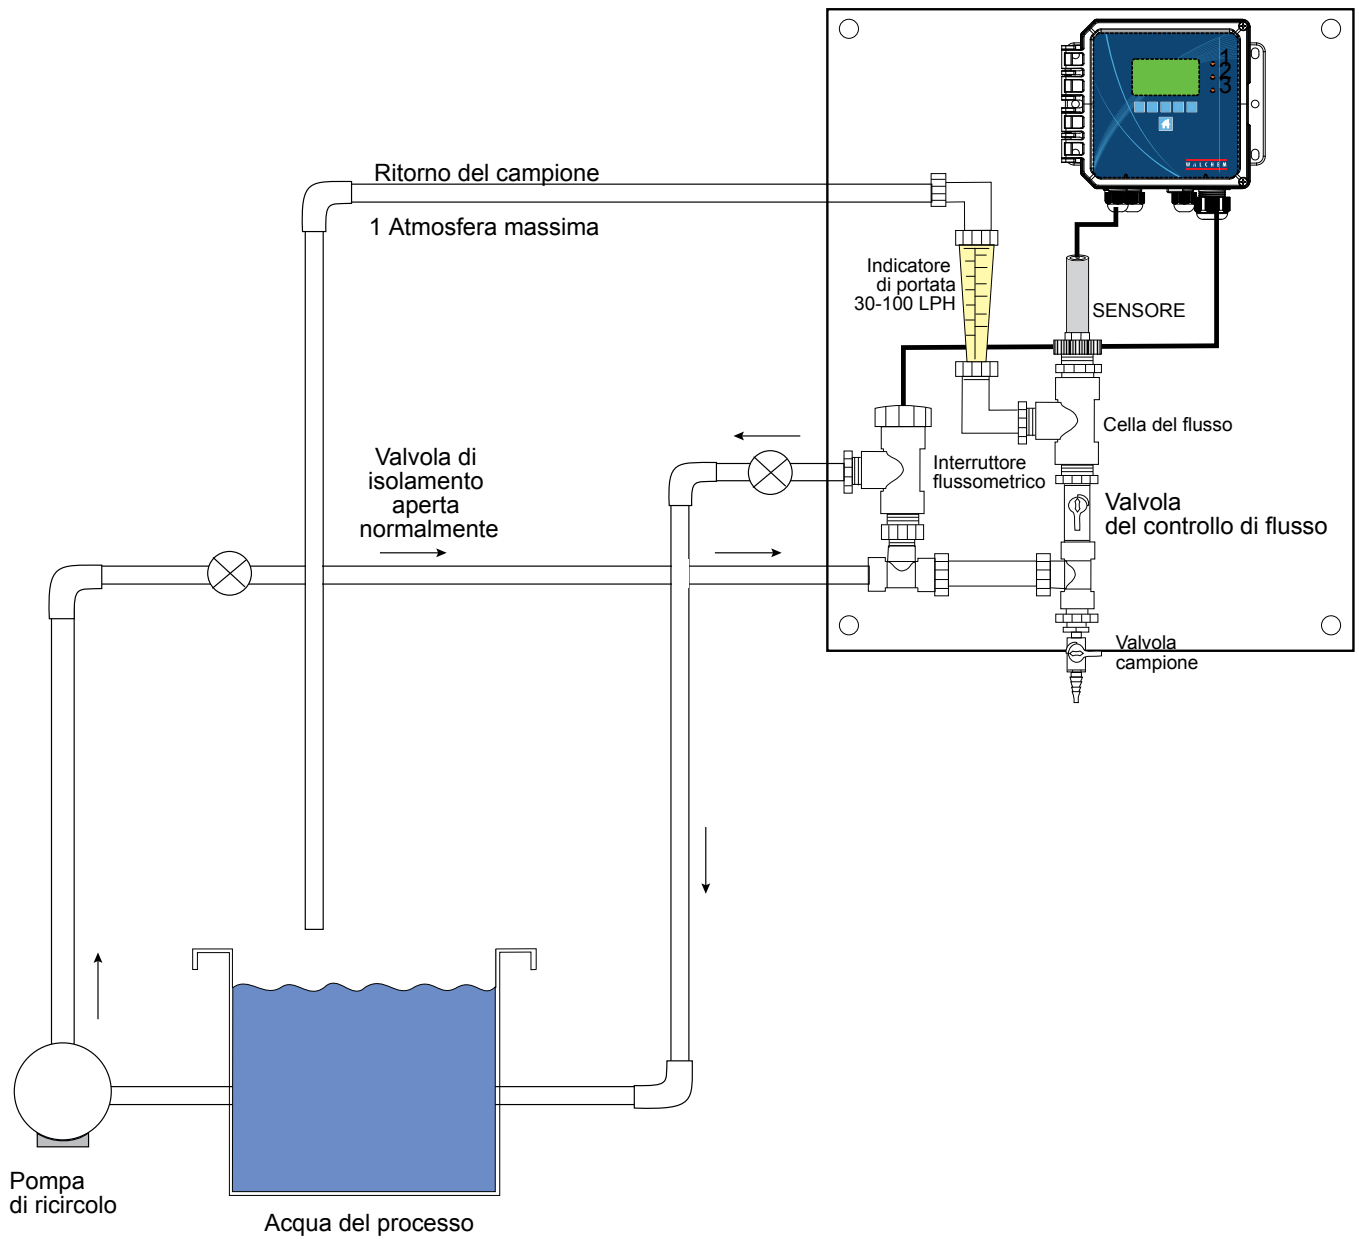 1
2
3
WALCHEM
Ritorno del campione
1 Atmosfera massima
Indicatore
di portata
30-100 LPH
SENSORE
Cella del flusso
Interruttore
flussometrico
Valvola di
isolamento
aperta
normalmente
Valvola
del controllo di flusso
Valvola
campione
Pompa
di ricircolo
Acqua del processo